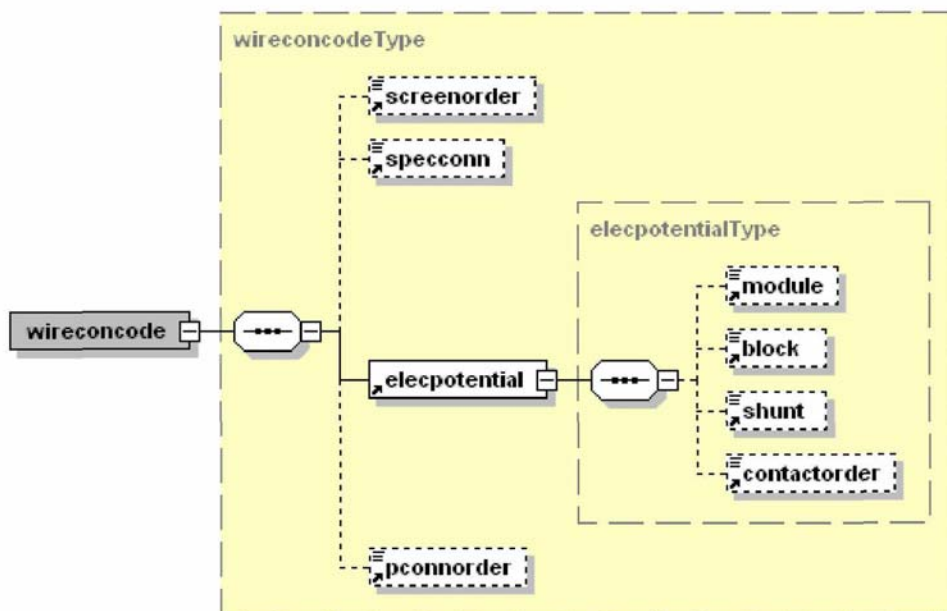 wireconcodeType
screenorder
specconn
elecpotentialType
module
wireconcode
block
elecpotential
shunt
contactorder
pconnorder